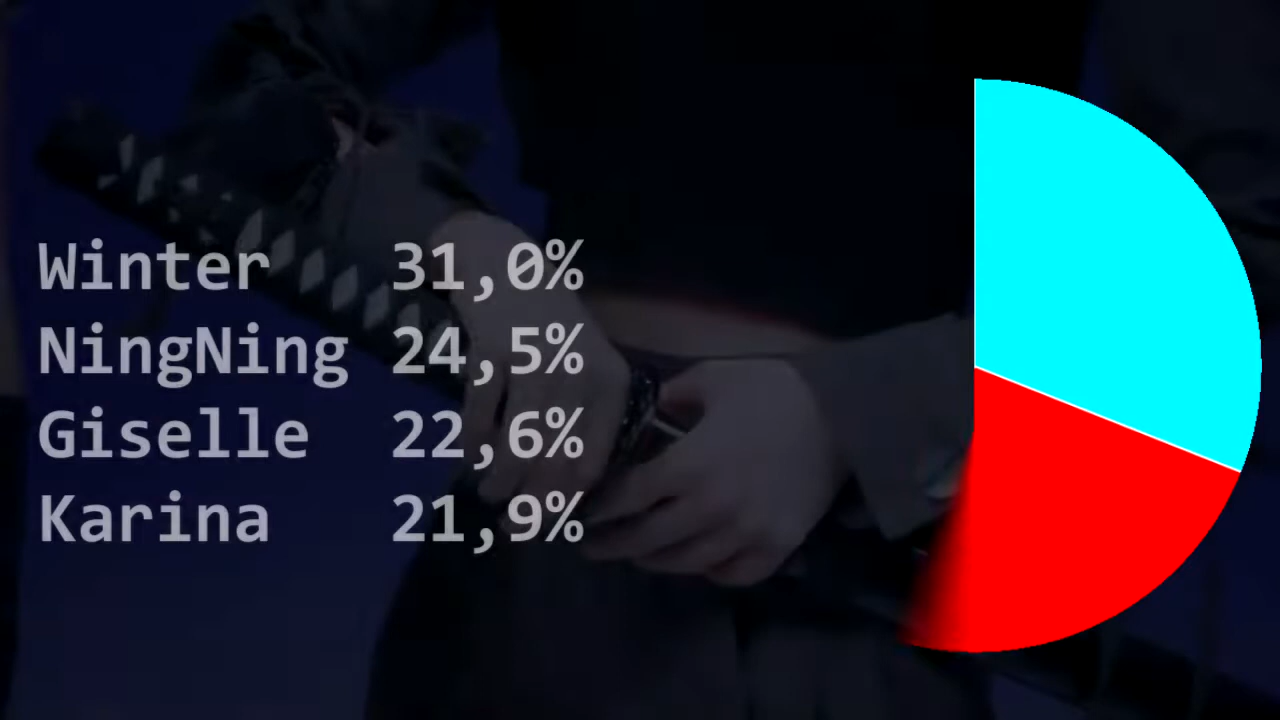 Winter 31,0%
NingNing 24,5%
Giselle 22,6%
Karina 21,9%